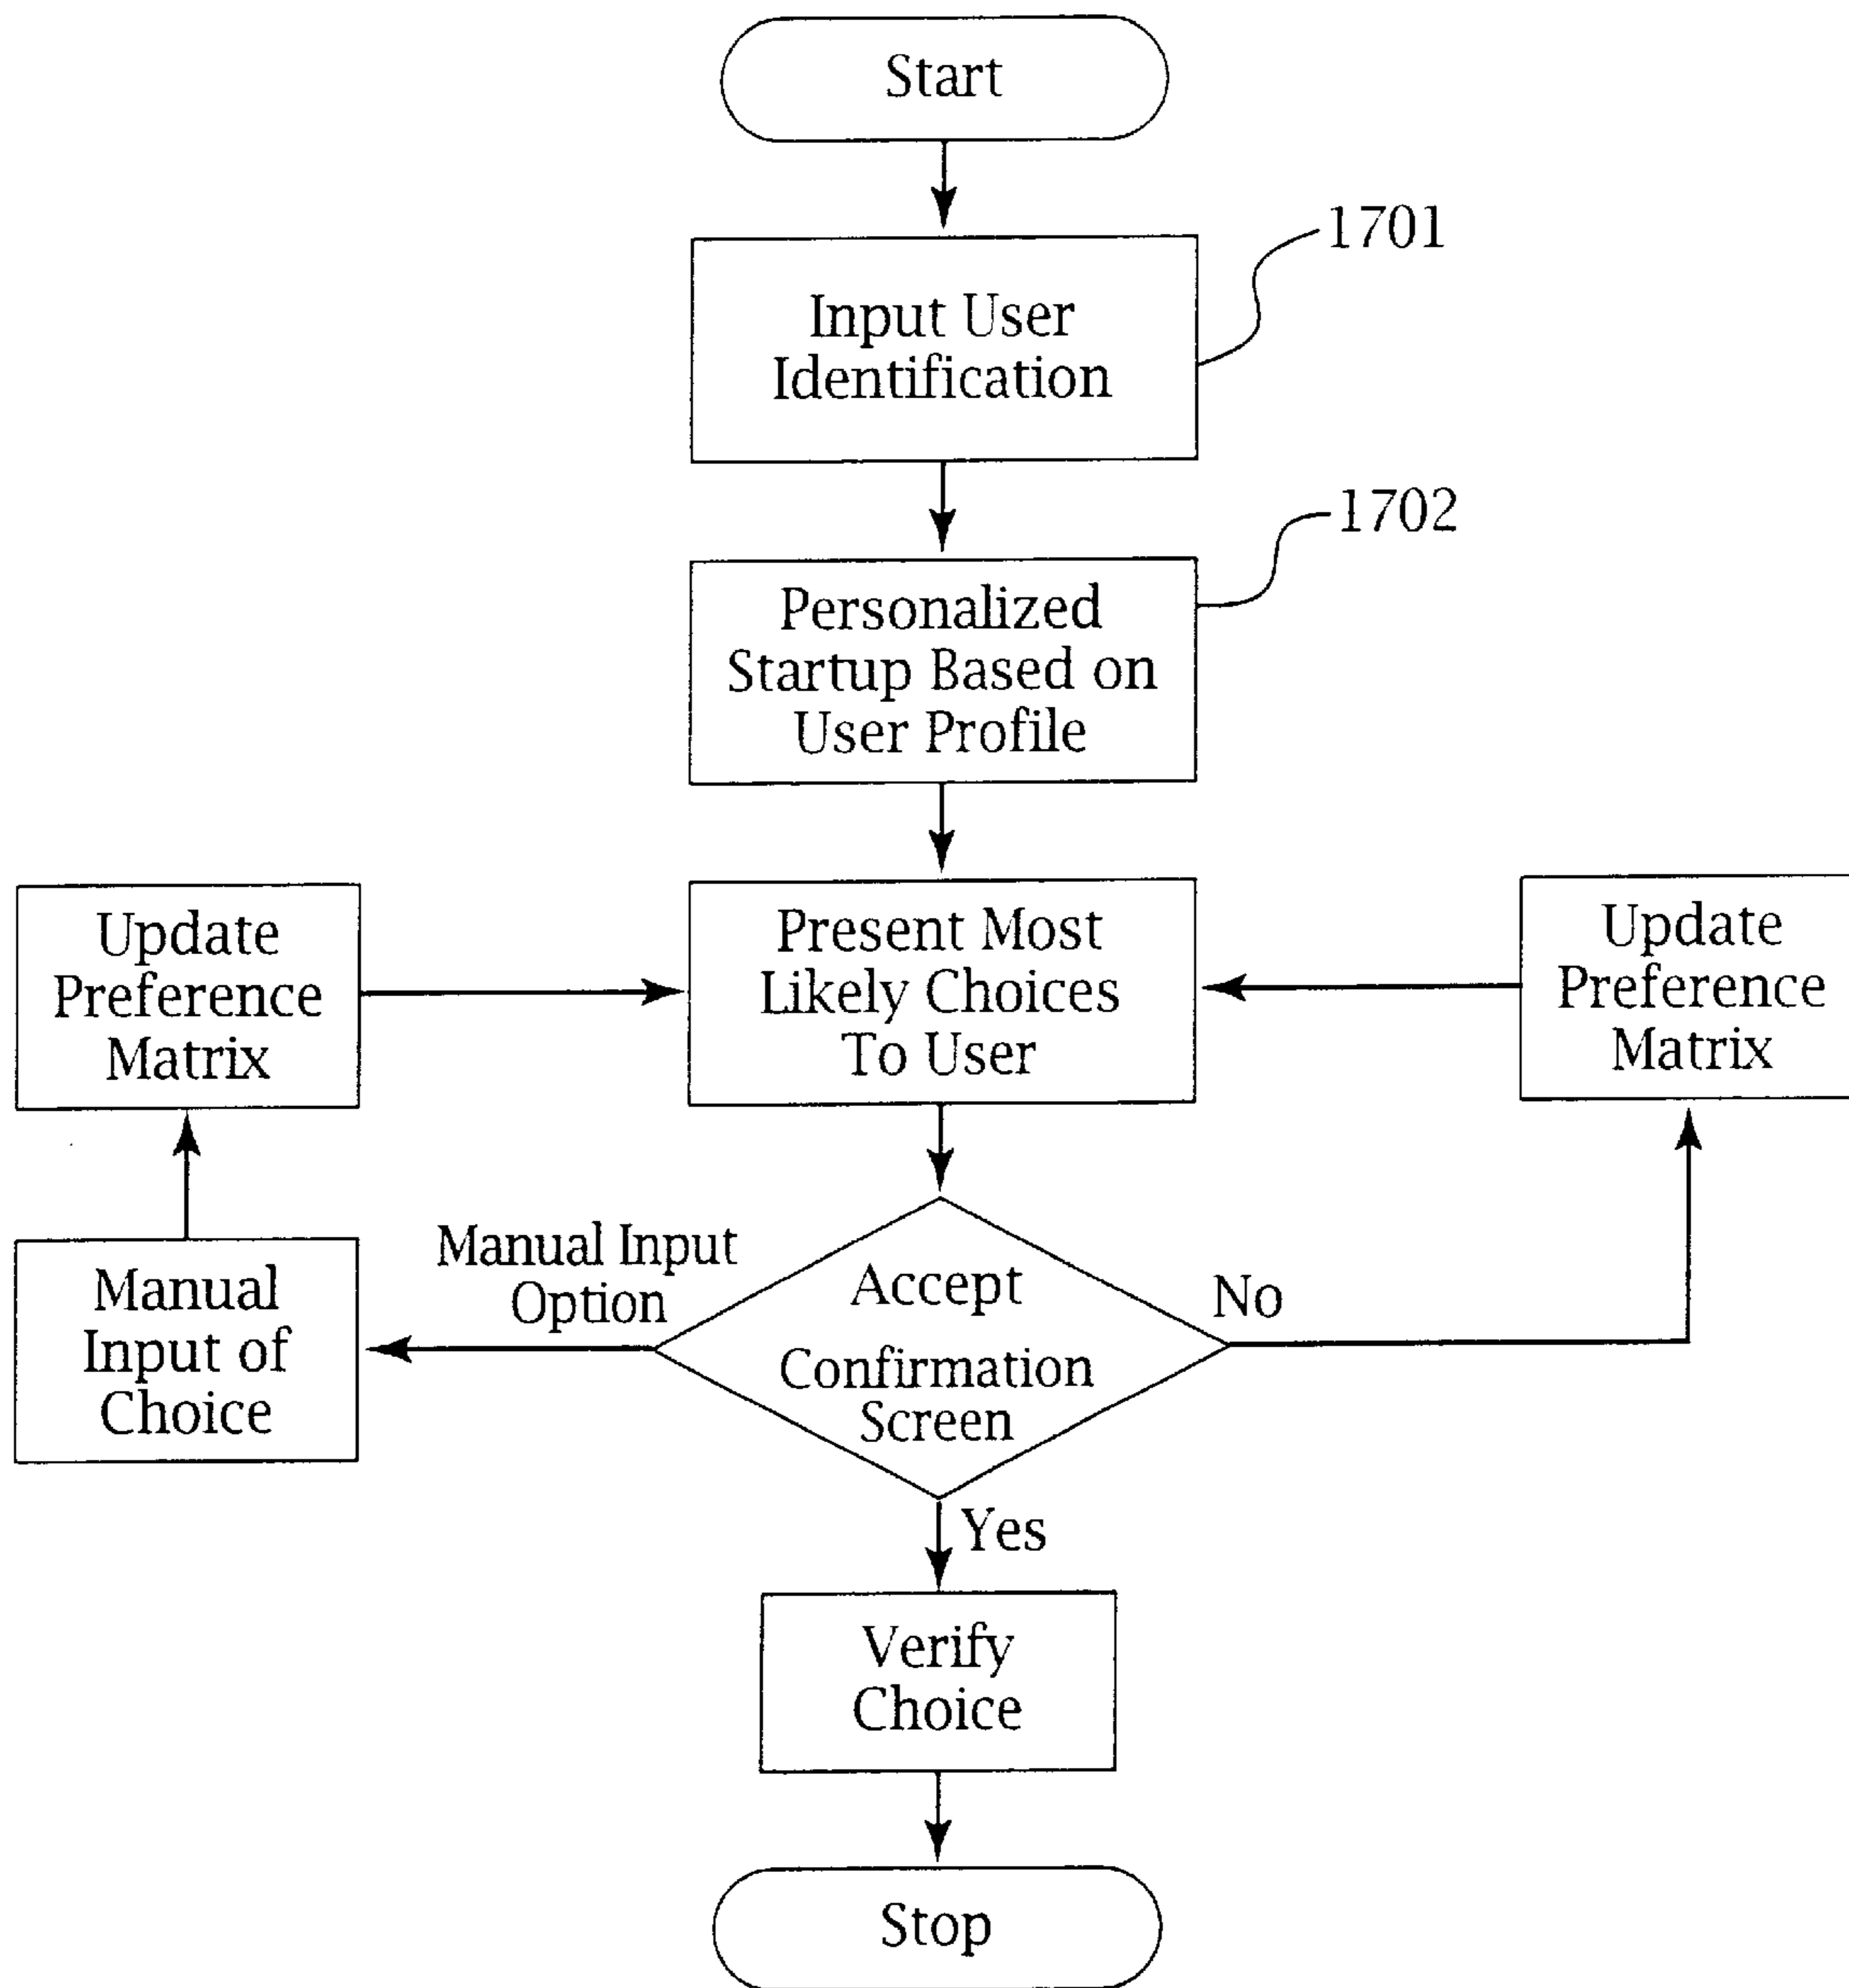 Start
1701
Input User
Identification
1702
Personalized
Startup Based on
User Profile
Update
Preference
Matrix
Present Most
Likely Choices
To User
Update
Preference
Matrix
Manual Input
Option
Manual
Input of
Choice
Accept
Confirmation
Screen
No
Yes
Verify
Choice
Stop